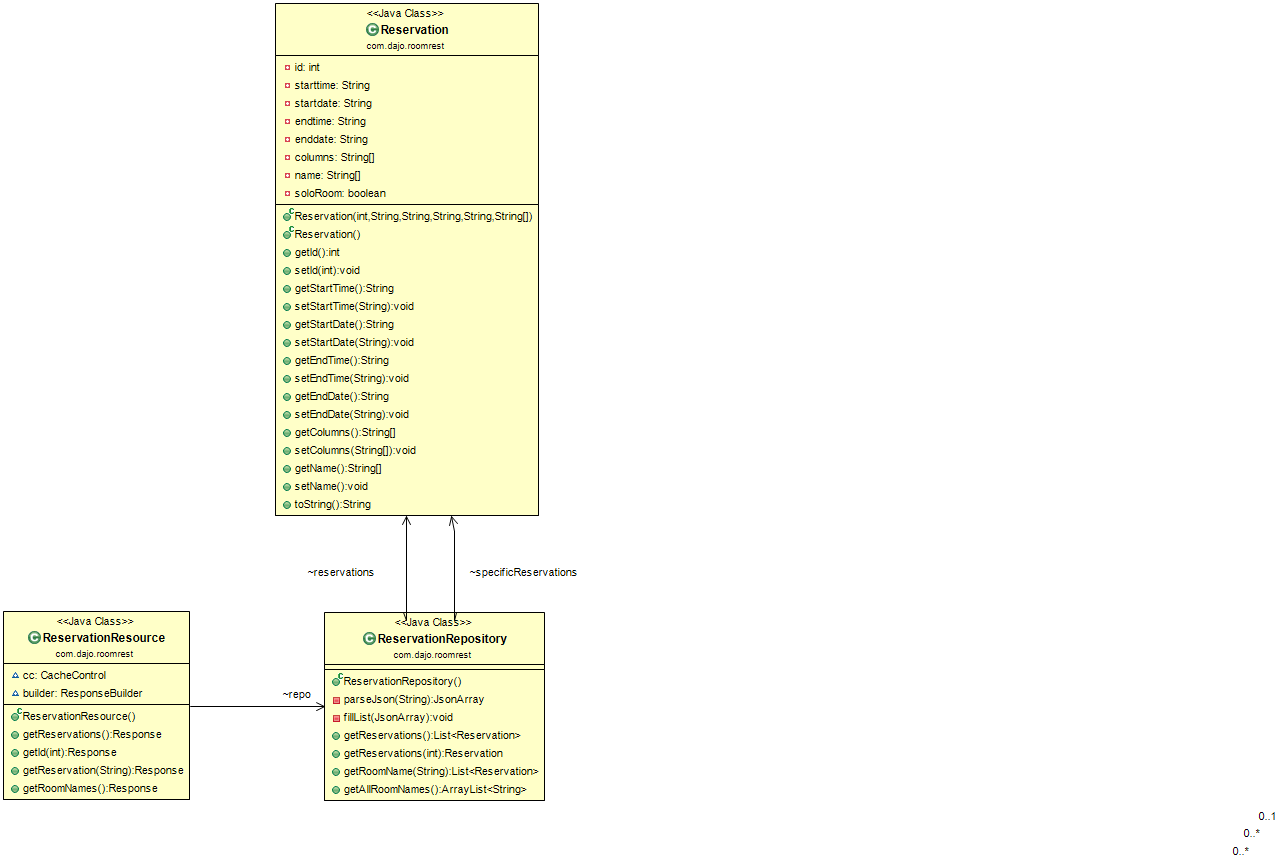 <<Java Class>>
Reservation
com.dajo.roomrest
id: int
starttime: String
startdate: String
endtime: String
enddate: String
columns: String[]
name: String[]
soloRoom: boolean
Reservation(int,String,String,String,String,String[])
Reservation()
getId():int
setId(int):void
getStartTime():String
setStartTime(String):void
getStartDate():String
setStartDate(String):void
getEndTime():String
setEndTime(String):void
getEndDate():String
setEndDate(String):void
getColumns():String[]
setColumns(String[]):void
getName():String[]
setName():void
toString():String
~reservations
~specificReservations
<<Java Class>>
ReservationResource
com.dajo.roomrest
cc: CacheControl
builder: ResponseBuilder
ReservationResource()
getReservations():Response
getId(int):Response
getReservation(String):Response
getRoomNames():Response
~repo
<<Java Class>>
ReservationRepository
com.dajo.roomrest
ReservationRepository()
parseJson(String):JsonArray
fillList(JsonArray):void
getReservations():List<Reservation>
getReservations(int):Reservation
getRoomName(String):List<Reservation>
getAllRoomNames():ArrayList<String>
0..1
0..*
0..*